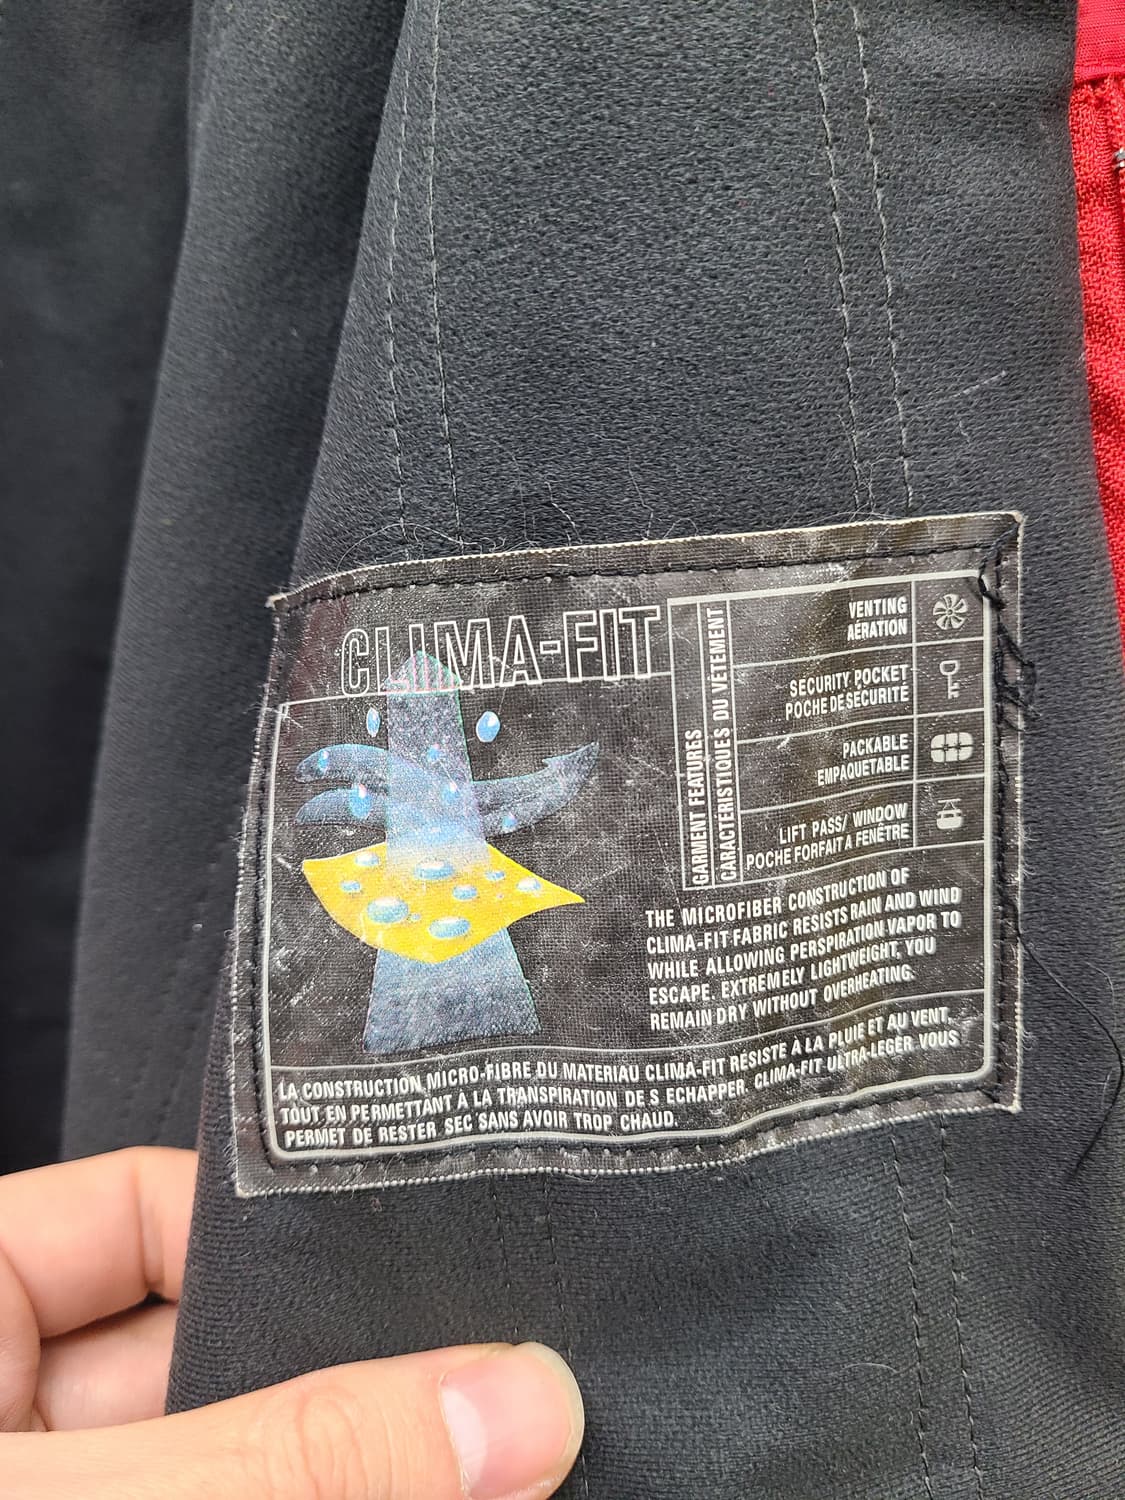 CLIMA-FIT
GARMENT FEATURES
CARACTERISTIQUES DU VETEMENT
VENTING
AÉRATION
SECURITY POCKET
POCHE DE SÉCURITÉ
PACKABLE
EMPAQUETABLE
LIFT PASS/ WINDOW
POCHE FORFAIT À FENÊTRE
THE MICROFIBER CONSTRUCTION OF
CLIMA-FIT FABRIC RESISTS RAIN AND WIND
WHILE ALLOWING PERSPIRATION VAPOR TO
ESCAPE. EXTREMELY LIGHTWEIGHT, YOU
REMAIN DRY WITHOUT OVERHEATING.
LA CONSTRUCTION MICRO-FIBRE DU MATERIAU CLIMA-FIT RÉSISTE À LA PLUIE ET AU VENT,
TOUT EN PERMETTANT A LA TRANSPIRATION DE S ECHAPPER. CLIMA-FIT ULTRA-LEGER VOUS
PERMET DE RESTER SEC SANS AVOIR TROP CHAUD.